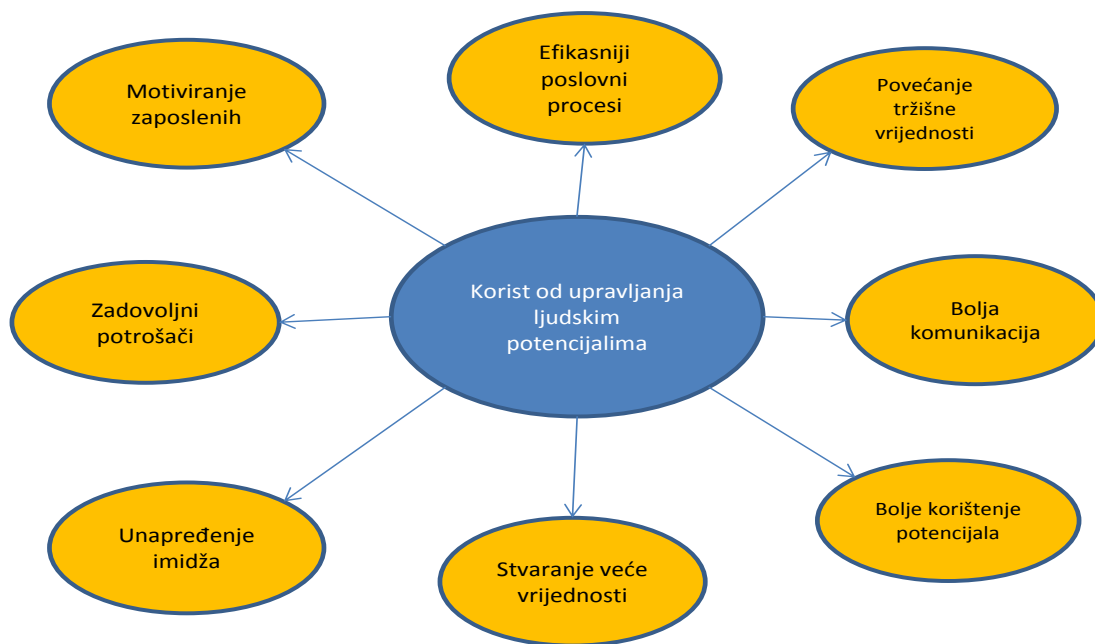 Motiviranje
zaposlenih
Efikasniji
poslovni
procesi
Povećanje
tržišne
vrijednosti
Zadovoljni
potrošači
Korist od upravljanja
ljudskim
potencijalima
Bolja
komunikacija
Unapređenje
imidža
Stvaranje veće
vrijednosti
Bolje korištenje
potencijala